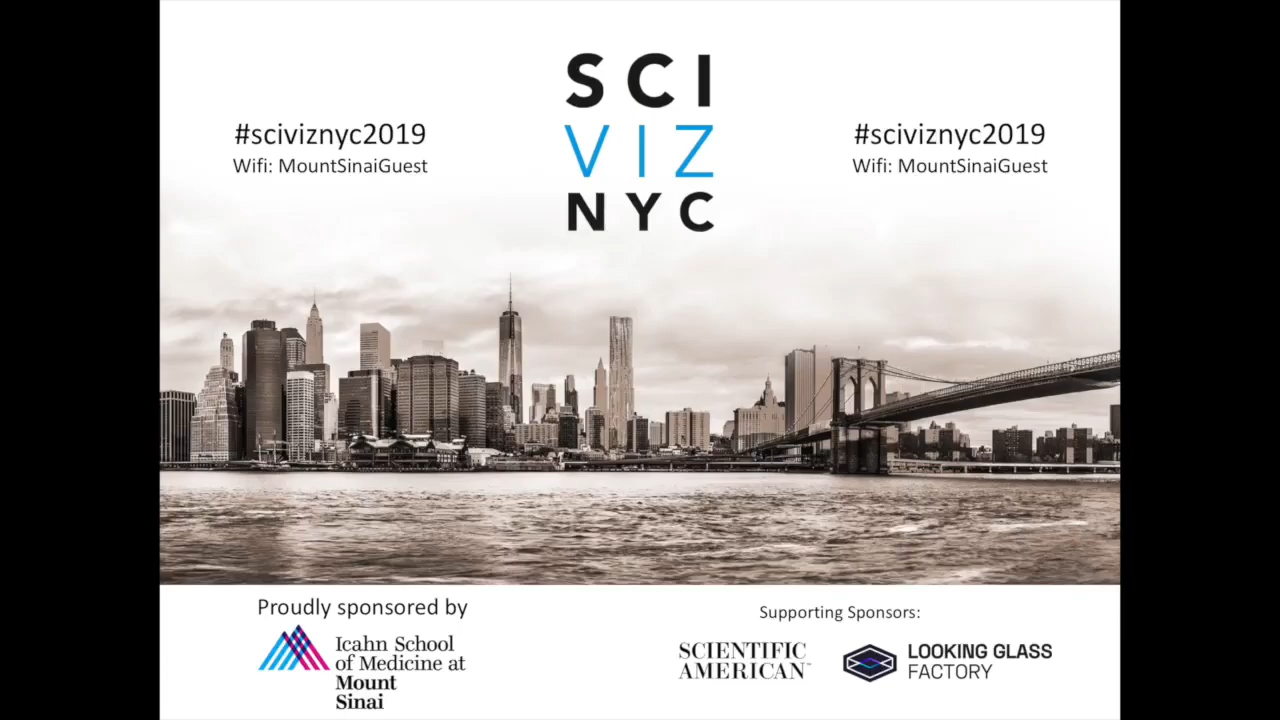 SCI
VIZ
NYC
#sciviznyc2019
Wifi: MountSinaiGuest
#sciviznyc2019
Wifi: MountSinaiGuest
Proudly sponsored by
Icahn School
of Medicine at
Mount
Sinai
Supporting Sponsors:
SCIENTIFIC
AMERICAN™
LOOKING GLASS
FACTORY